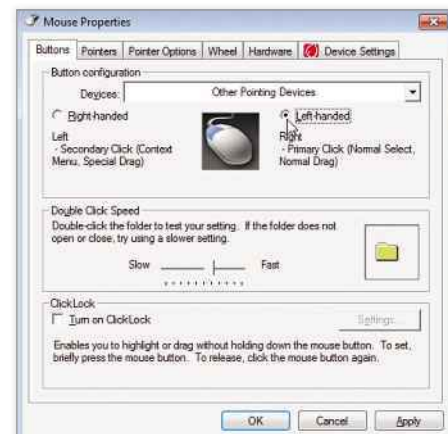 Mouse Properties
Buttons Pointers Pointer Options Wheel Hardware Device Settings
Button configuration
Devices: Other Pointing Devices
Right-handed Left-handed
Left
- Secondary Click (Context
Menu, Special Drag)
Right
- Primary Click (Normal Select,
Normal Drag)
Double Click Speed
Double-click the folder to test your setting. If the folder does not
open or close, try using a slower
setting.
Slow Fast
ClickLock
Turn on ClickLock Settings...
Enables you to highlight or drag without holding down the mouse button. To set,
briefly press the mouse button. To release, click the mouse button again.
OK Cancel Apply